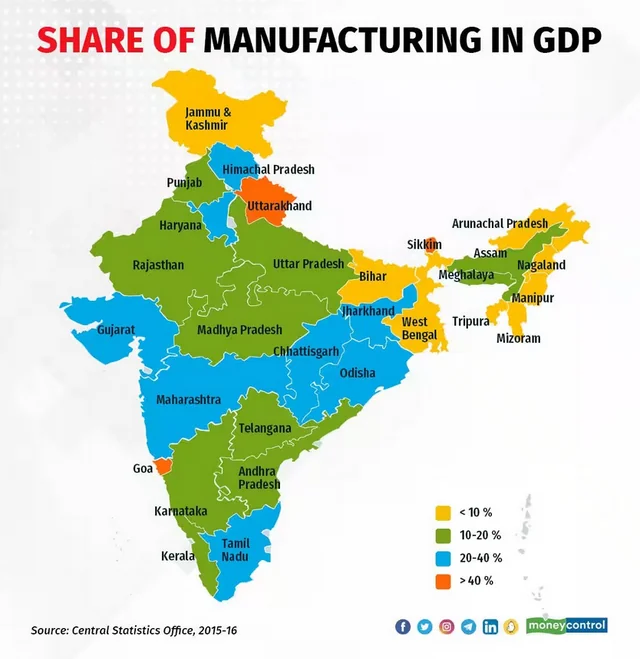 SHARE OF MANUFACTURING IN GDP
Jammu &
Kashmir
Himachal Pradesh
Punjab
Uttarakhand
Haryana
Arunachal Pradesh
Sikkim
Assam
Rajasthan
Uttar Pradesh
Nagaland
Bihar
Meghalaya
Manipur
Jharkhand
Gujarat
Madhya Pradesh
West
Bengal
Tripura
Mizoram
Chhattisgarh
Odisha
Maharashtra
Telangana
Goa
Andhra
Pradesh
Karnataka
Tamil
Nadu
Kerala
< 10 %
10-20 %
20-40 %
> 40 %
Source: Central Statistics Office, 2015-16
moneycontrol